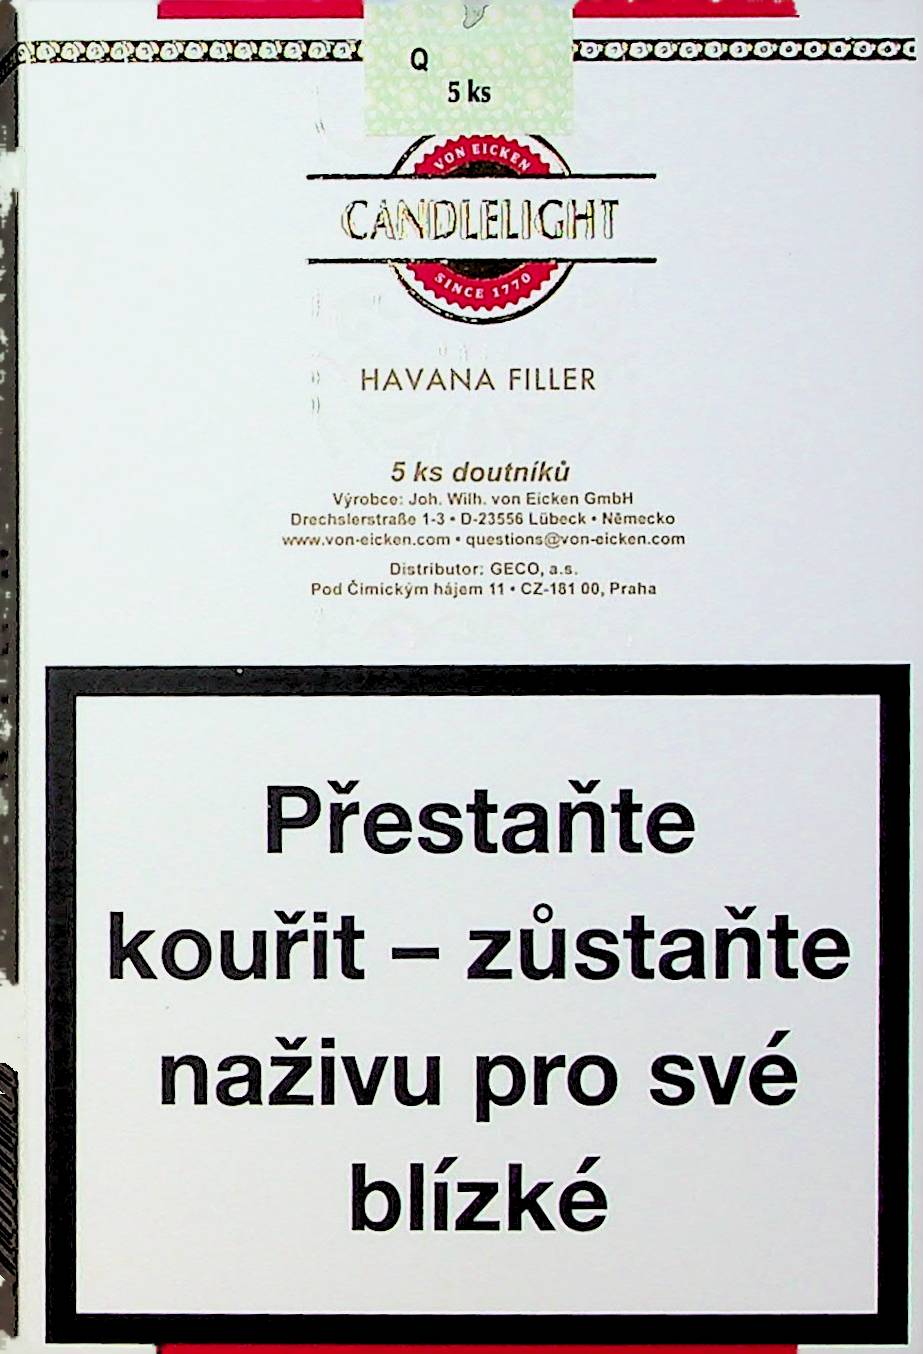 Q
5 ks
VON EICKEN
CANDLELIGHT
SINCE 1770
HAVANA FILLER
5 ks doutníků
Výrobce: Joh. Wilh. von Eicken GmbH
Drechslerstraße 1-3 • D-23556 Lübeck • Německo
www.von-eicken.com • questions@von-eicken.com
Distributor: GECO, a.s.
Pod Čimickým hájem 11 • CZ-181 00, Praha
Přestaňte
kouřit – zůstaňte
naživu pro své
blízké